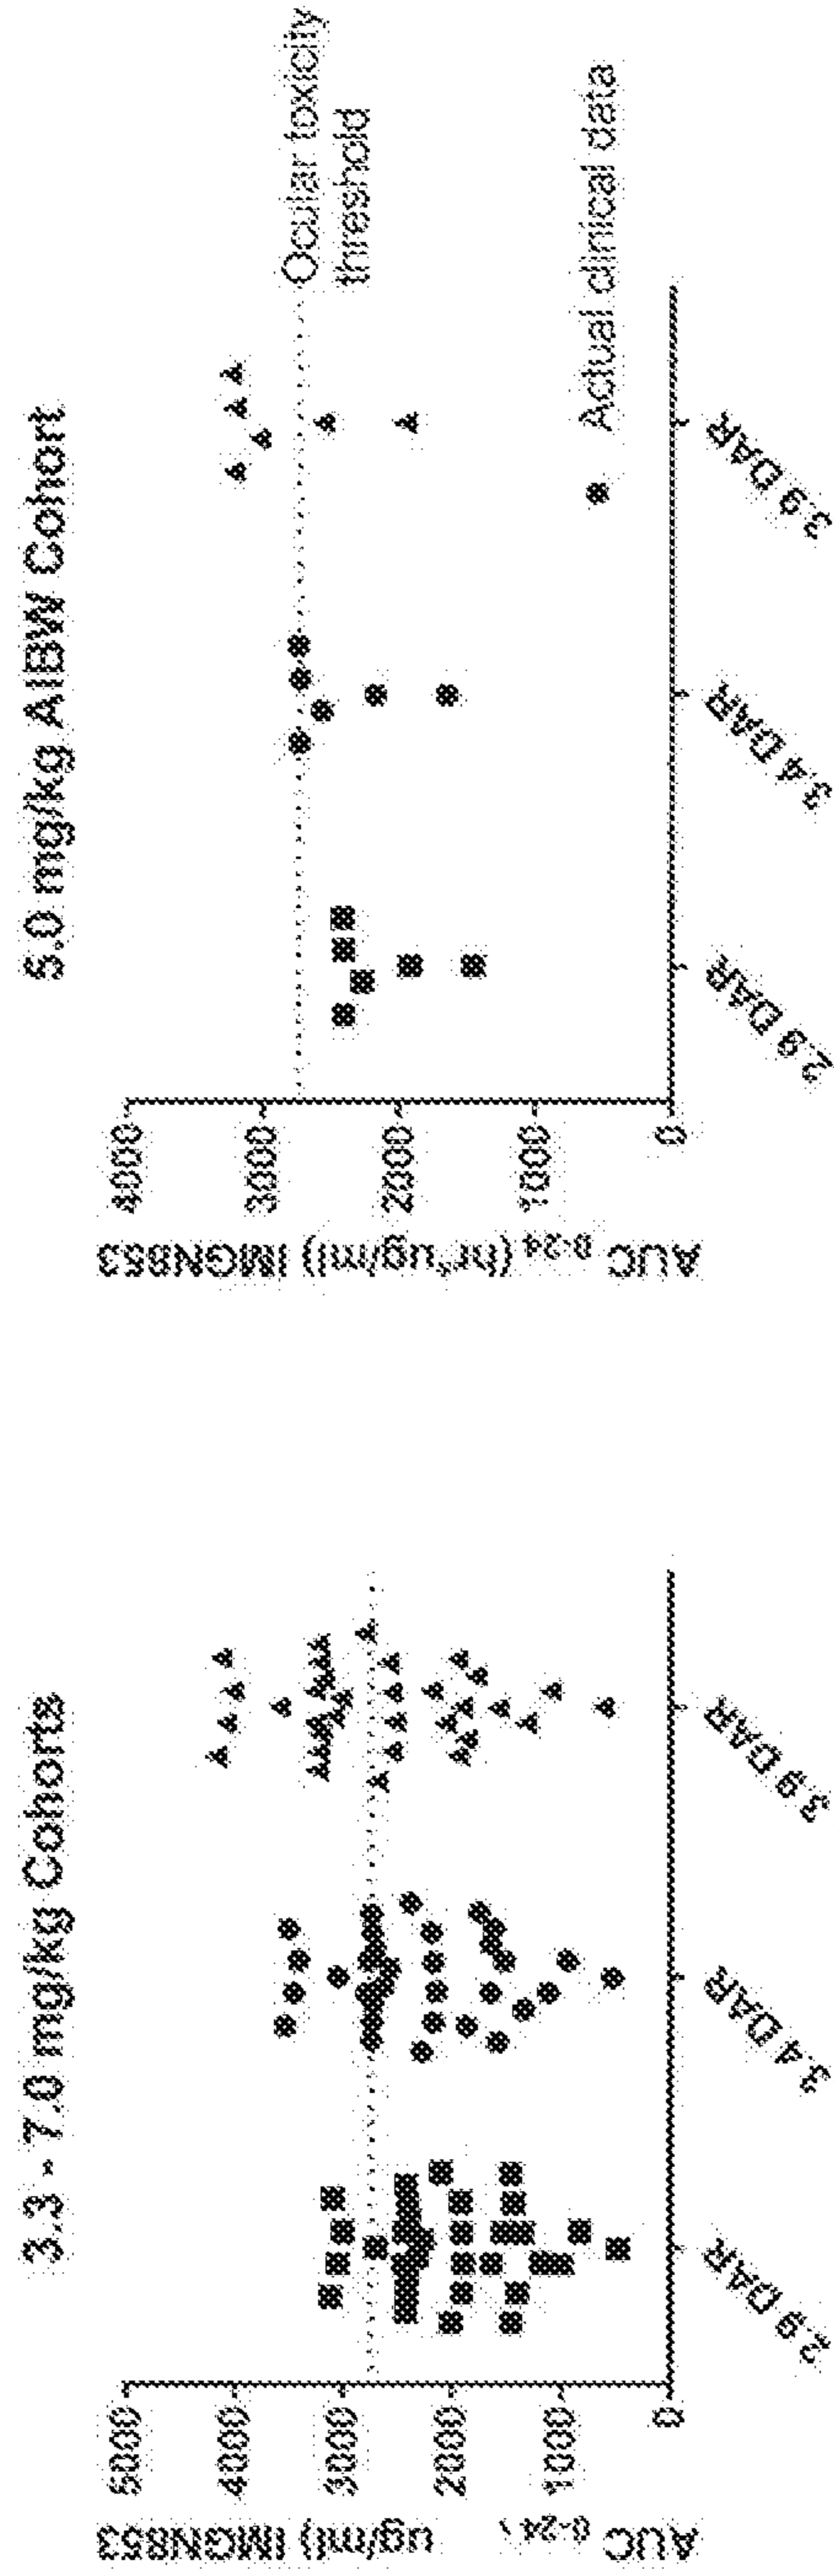 3.3 - 7.0 mg/kg Cohorts
AUC 0-24 ug/ml) IMGN853
5000
4000
3000
2000
1000
0
2.9 DAR
3.4 DAR
3.9 DAR
5.0 mg/kg AIBW Cohort
AUC 0-24 (hr*ug/ml) IMGN853
4000
3000
2000
1000
0
2.9 DAR
3.4 DAR
3.9 DAR
Ocular toxicity
threshold
Actual clinical data